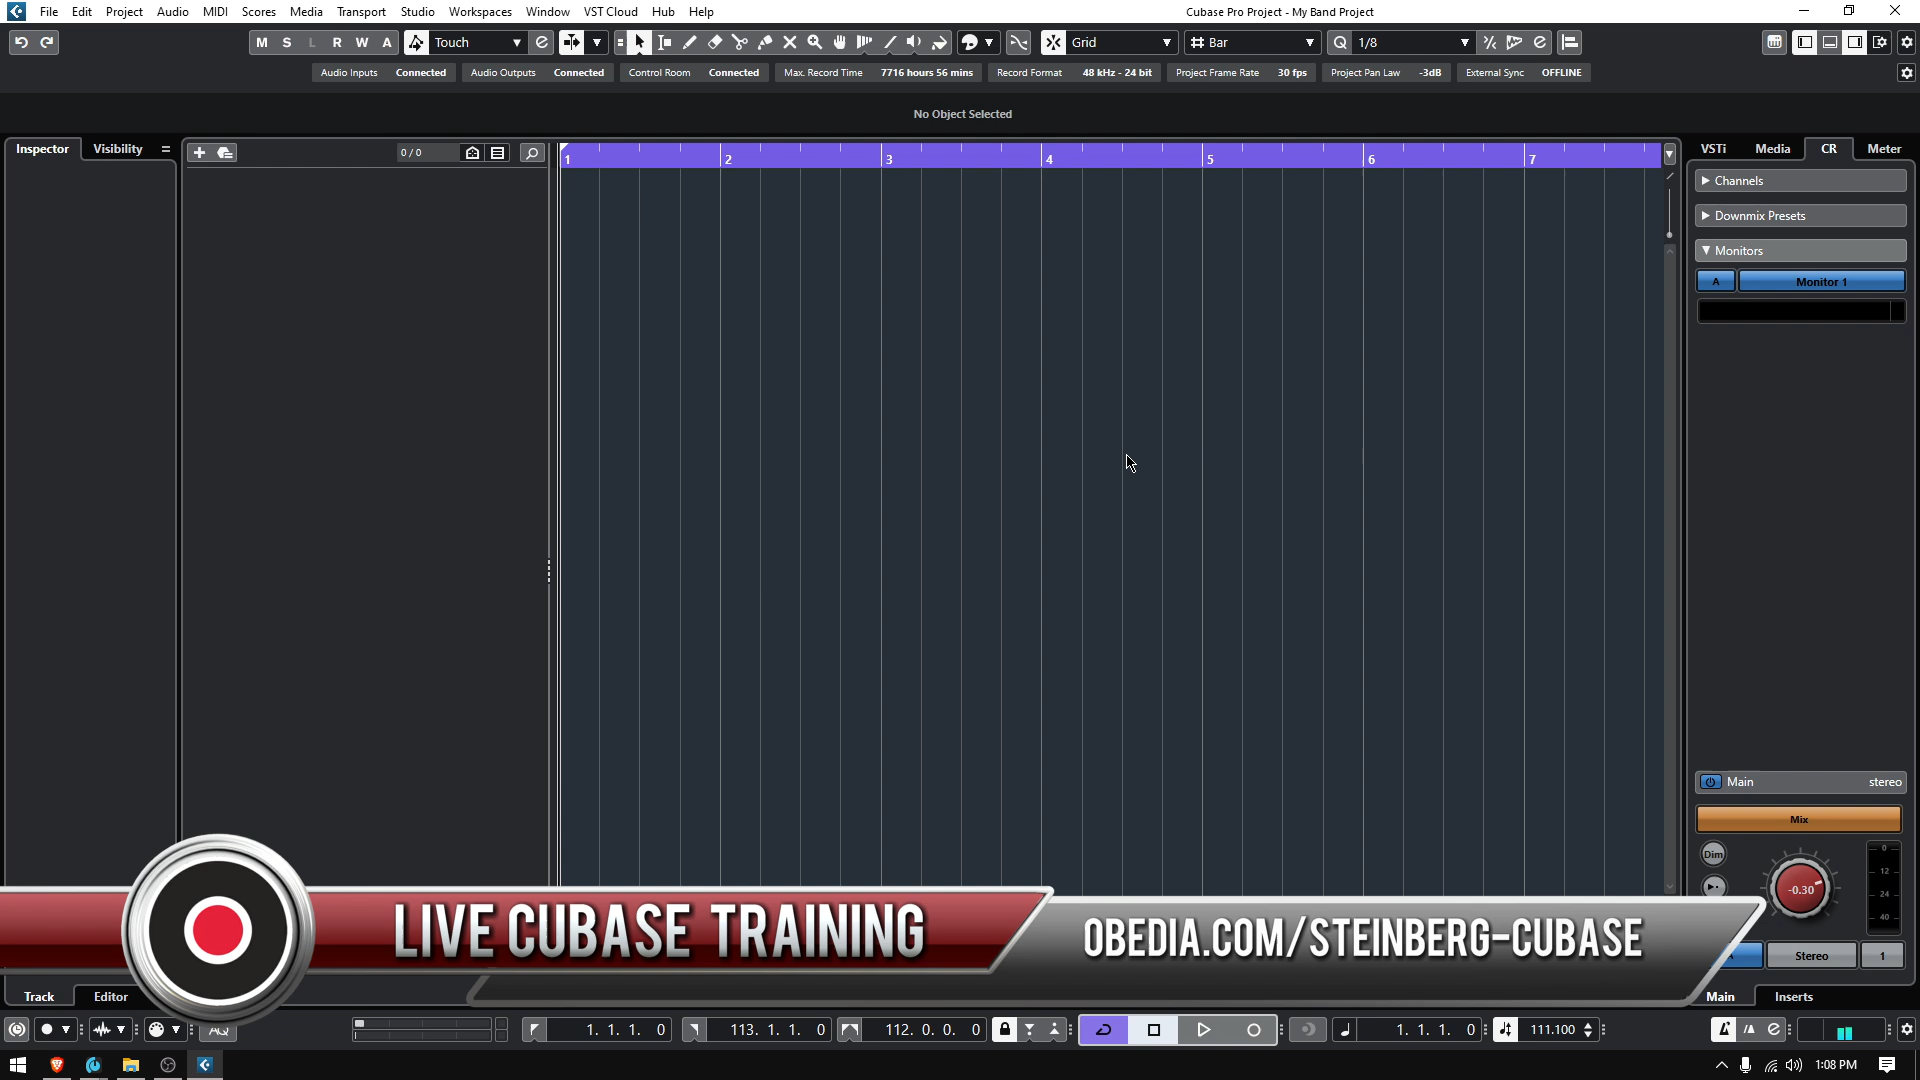 File Edit Project Audio MIDI Scores Media Transport Studio Workspaces Window VST Cloud Hub Help
Cubase Pro Project - My Band Project
M S L R W A Touch Grid Bar Q 1/8
Audio Inputs Connected Audio Outputs Connected Control Room Connected Max. Record Time 7716 hours 56 mins Record Format 48 kHz - 24 bit Project Frame Rate 30 fps Project Pan Law -3dB External Sync OFFLINE
No Object Selected
Inspector Visibility
0 / 0
1 2 3 4 5 6 7
VSTi Media CR Meter
Channels
Downmix Presets
Monitors
A Monitor 1
Main stereo
Mix
Dim
-0.30
0
12
24
40
LIVE CUBASE TRAINING
OBEDIA.COM/STEINBERG-CUBASE
Stereo 1
Track Editor
Main Inserts
AQ
1. 1. 1. 0
113. 1. 1. 0
112. 0. 0. 0
1. 1. 1. 0
111.100
1:08 PM